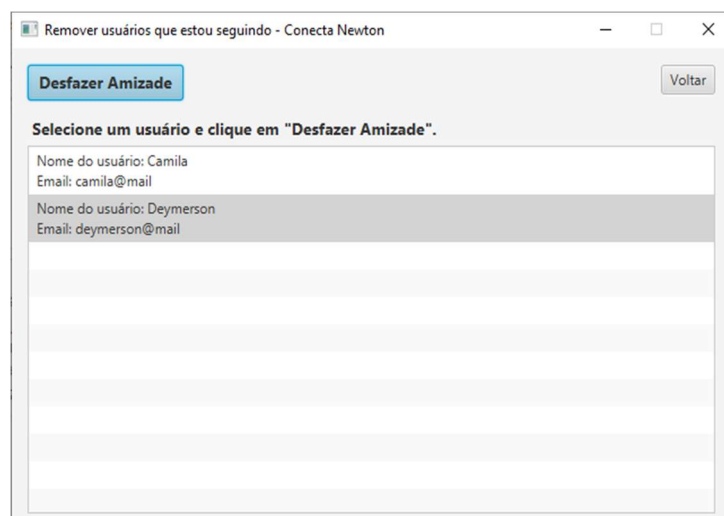 Remover usuários que estou seguindo - Conecta Newton
Desfazer Amizade
Voltar
Selecione um usuário e clique em "Desfazer Amizade".
Nome do usuário: Camila
Email: camila@mail
Nome do usuário: Deymerson
Email: deymerson@mail